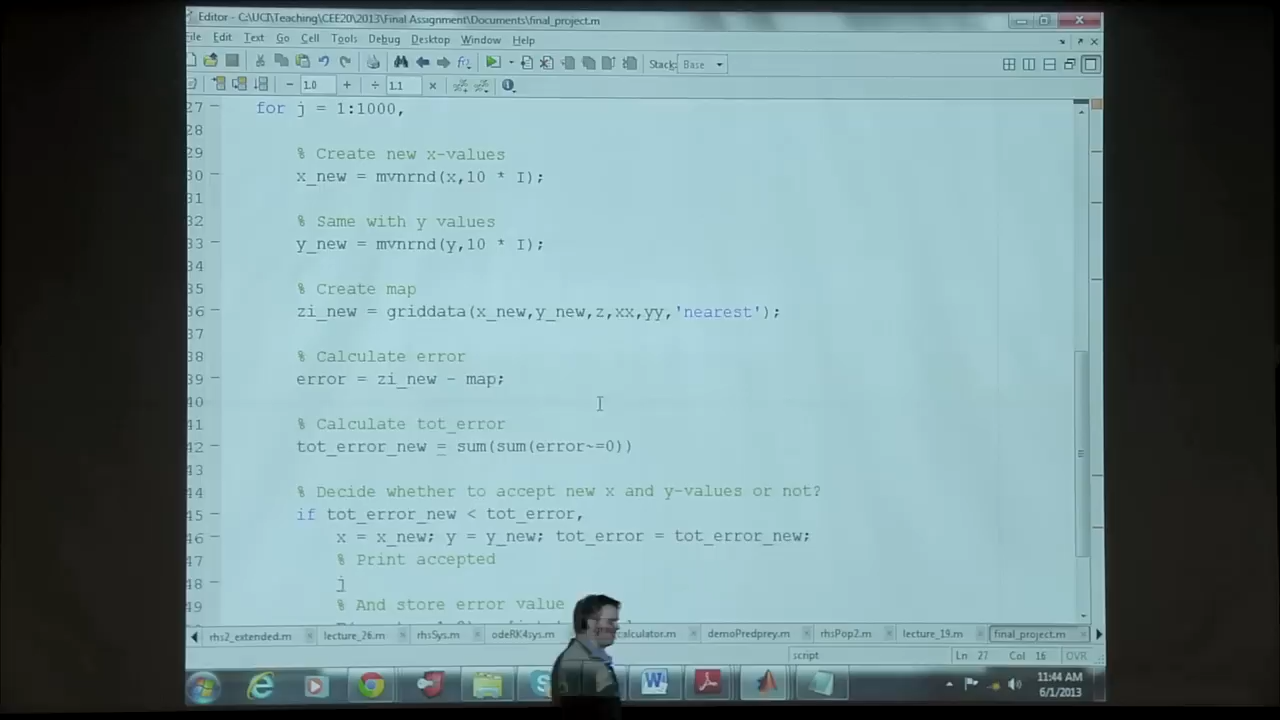 Editor - C:\UCI\Teaching\CEE20\2013\Final Assignment\Documents\final_project.m
File Edit Text Go Cell Tools Debug Desktop Window Help
Stack: Base
1.0 + ÷ 1.1 ×
27 for j = 1:1000,
28
29 % Create new x-values
30 x_new = mvnrnd(x,10 * I);
31
32 % Same with y values
33 y_new = mvnrnd(y,10 * I);
34
35 % Create map
36 zi_new = griddata(x_new,y_new,z,xx,yy,'nearest');
37
38 % Calculate error
39 error = zi_new - map;
40
41 % Calculate tot_error
42 tot_error_new = sum(sum(error~=0))
43
44 % Decide whether to accept new x and y-values or not?
45 if tot_error_new < tot_error,
46 x = x_new; y = y_new; tot_error = tot_error_new;
47 % Print accepted
48 j
49 % And store error value
rhs2_extended.m lecture_26.m rhsSys.m odeRK4sys.m calculator.m demoPredprey.m rhsPop2.m lecture_19.m final_project.m
script Ln 27 Col 16 OVR
11:44 AM
6/1/2013